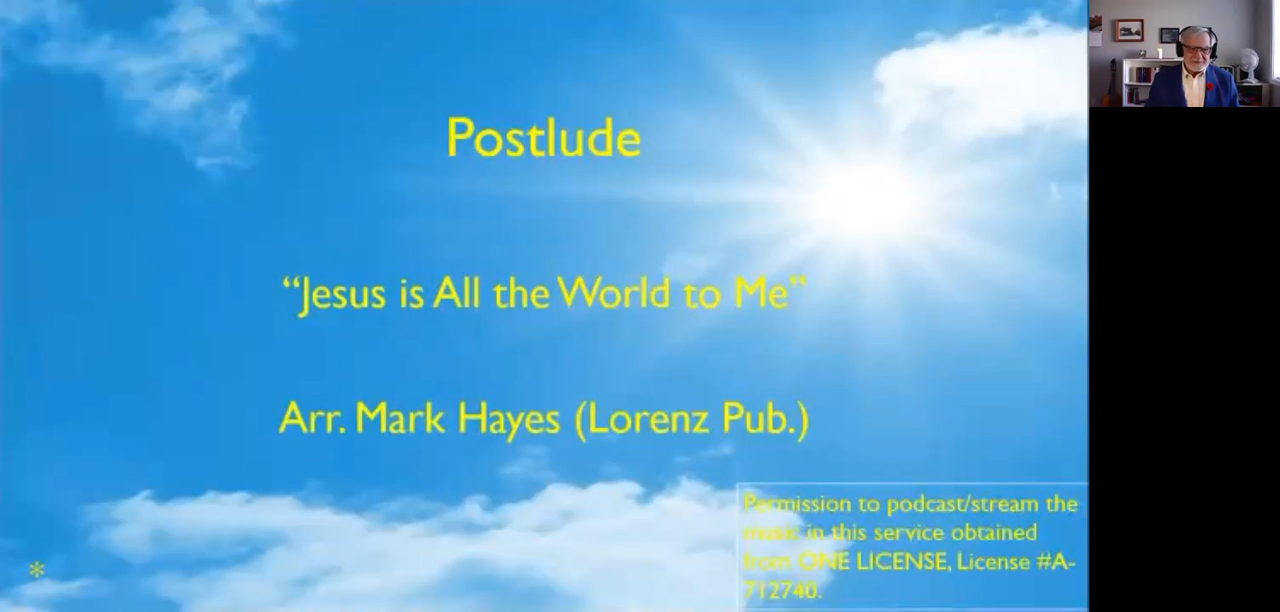 Postlude
“Jesus is All the World to Me”
Arr. Mark Hayes (Lorenz Pub.)
Permission to podcast/stream the
music in this service obtained
from ONE LICENSE, License #A-
712740.
*